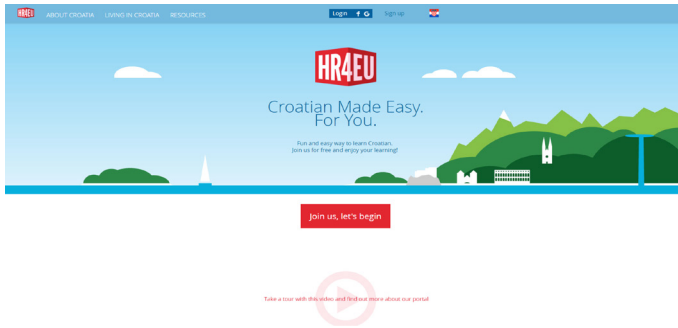 HR4EU ABOUT CROATIA LIVING IN CROATIA RESOURCES Login f G Sign up
HR4EU
Croatian Made Easy.
For You.
Fun and easy way to learn Croatian.
Join us for free and enjoy your learning!
Join us, let's begin
Take a tour with this video and find out more about our portal